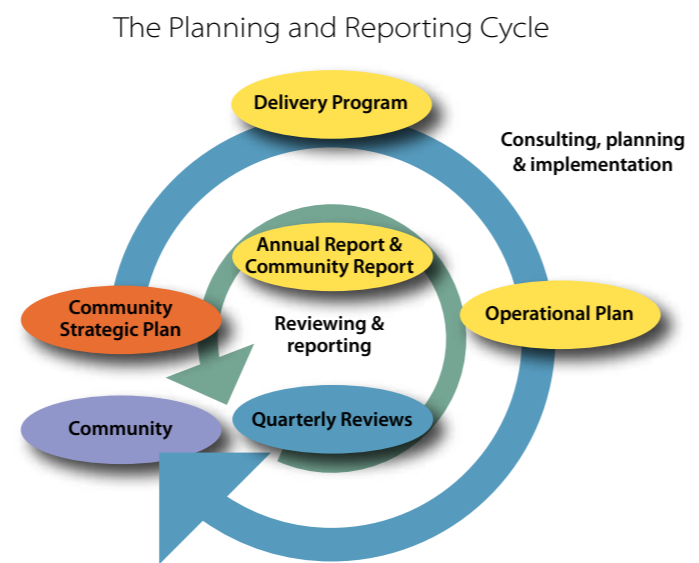 The Planning and Reporting Cycle
Delivery Program
Consulting, planning
& implementation
Annual Report &
Community Report
Community
Strategic Plan
Reviewing &
reporting
Operational Plan
Community
Quarterly Reviews